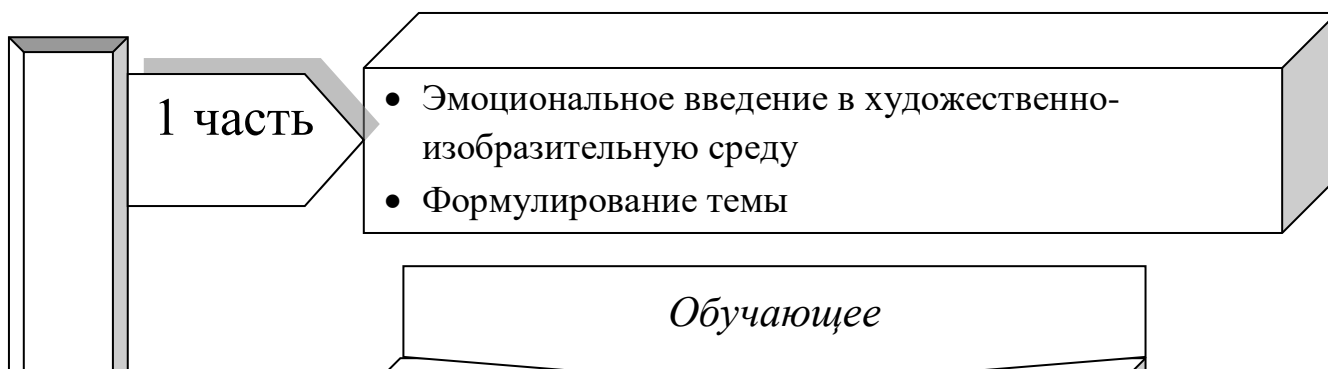 1 часть
• Эмоциональное введение в художественно-
изобразительную среду
• Формулирование темы
Обучающее